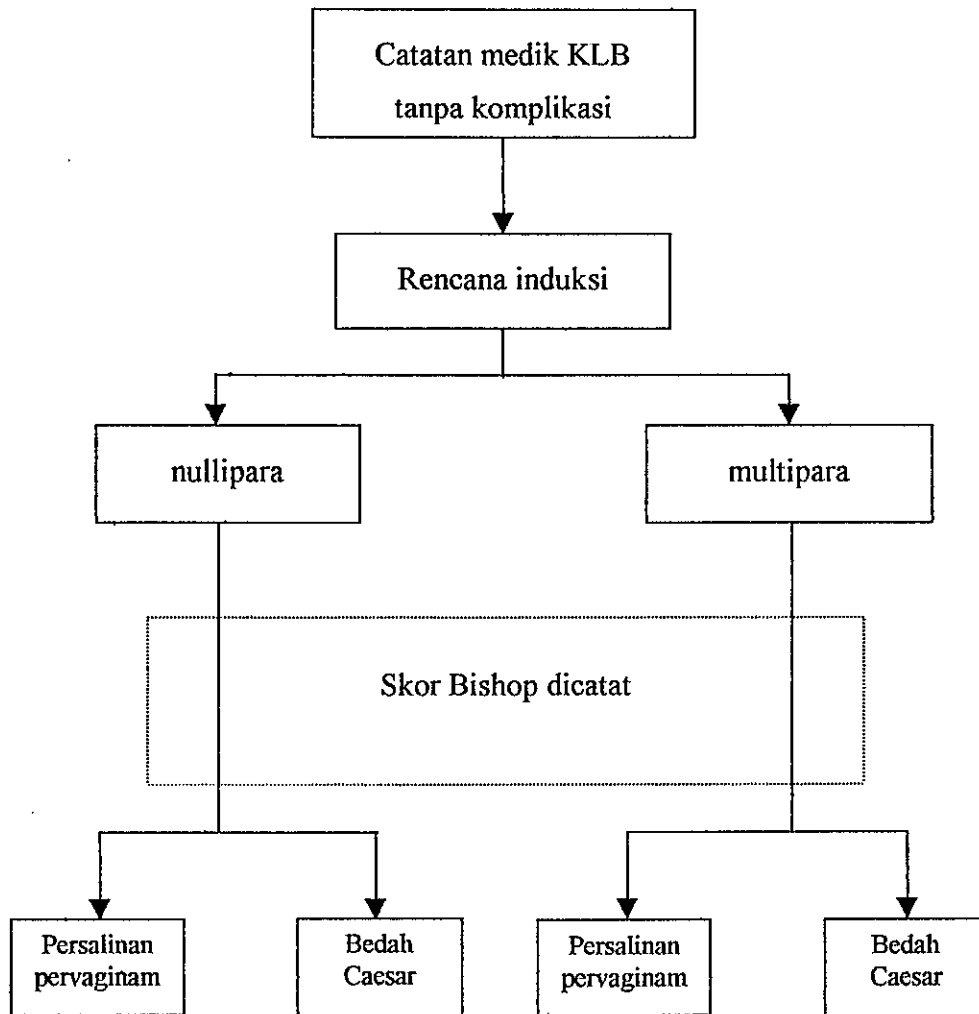 Catatan medik KLB
tanpa komplikasi
Rencana induksi
nullipara
multipara
Skor Bishop dicatat
Persalinan
pervaginam
Bedah
Caesar
Persalinan
pervaginam
Bedah
Caesar